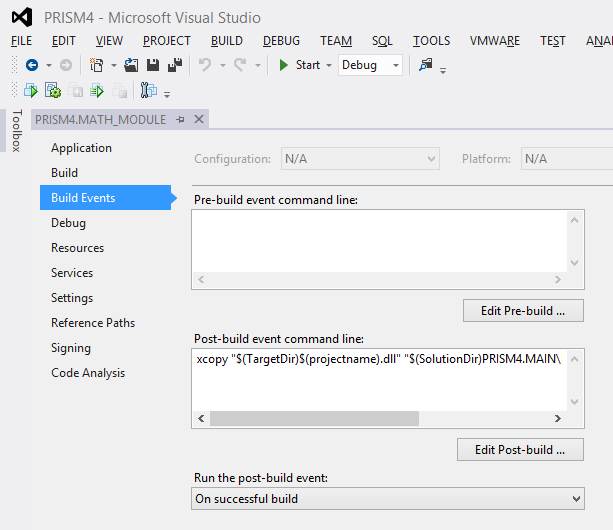 PRISM4 - Microsoft Visual Studio
FILE EDIT VIEW PROJECT BUILD DEBUG TEAM SQL TOOLS VMWARE TEST ANA
Start Debug
Toolbox
PRISM4.MATH_MODULE
Application
Configuration: N/A Platform: N/A
Build
Build Events
Pre-build event command line:
Debug
Resources
Services
Settings
Edit Pre-build ...
Reference Paths
Signing
Post-build event command line:
xcopy "$(TargetDir)$(projectname).dll" "$(SolutionDir)PRISM4.MAIN\
Code Analysis
Edit Post-build ...
Run the post-build event:
On successful build